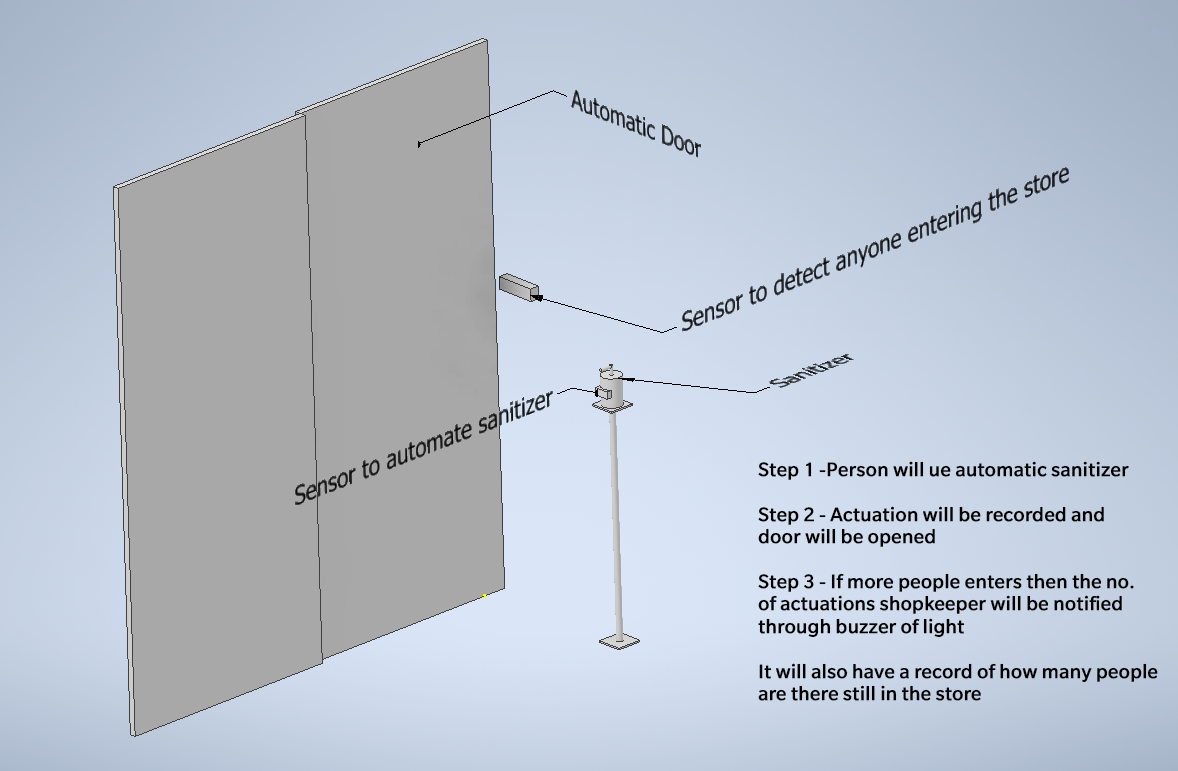 Automatic Door
Sensor to detect anyone entering the store
Sanitizer
Sensor to automate sanitizer
Step 1 -Person will ue automatic sanitizer
Step 2 - Actuation will be recorded and
door will be opened
Step 3 - If more people enters then the no.
of actuations shopkeeper will be notified
through buzzer of light
It will also have a record of how many people
are there still in the store